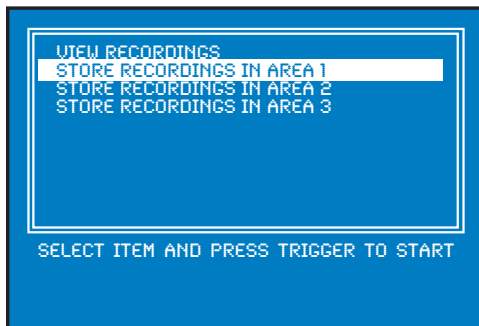 VIEW RECORDINGS
STORE RECORDINGS IN AREA 1
STORE RECORDINGS IN AREA 2
STORE RECORDINGS IN AREA 3
SELECT ITEM AND PRESS TRIGGER TO START